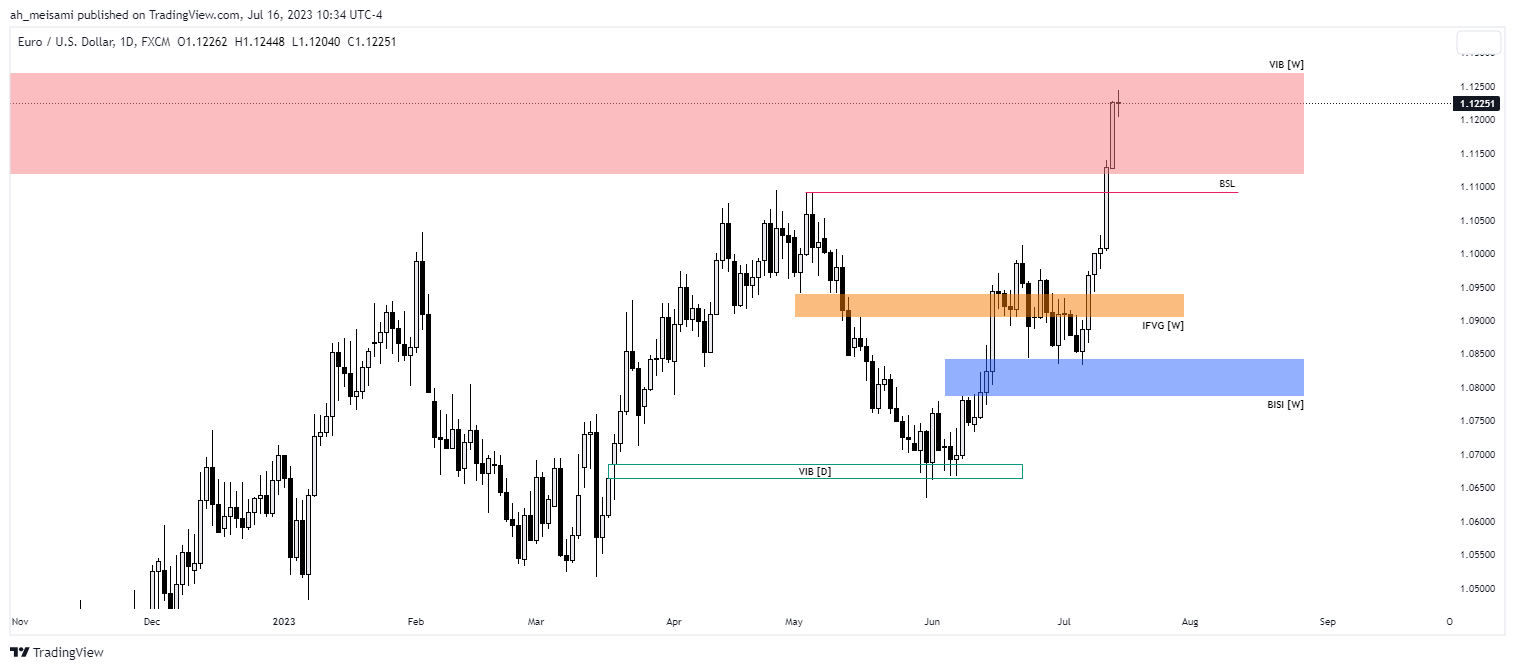 ah_meisami published on TradingView.com, Jul 16, 2023 10:34 UTC-4
Euro / U.S. Dollar, 1D, FXCM O1.12262 H1.12448 L1.12040 C1.12251
VIB [W]
1.12500
1.12251
1.12000
1.11500
BSL
1.11000
1.10500
1.10000
1.09500
1.09000
IFVG [W]
1.08500
1.08000
BISI [W]
1.07500
1.07000
VIB [D]
1.06500
1.06000
1.05500
1.05000
Nov Dec 2023 Feb Mar Apr May Jun Jul Aug Sep O
TradingView